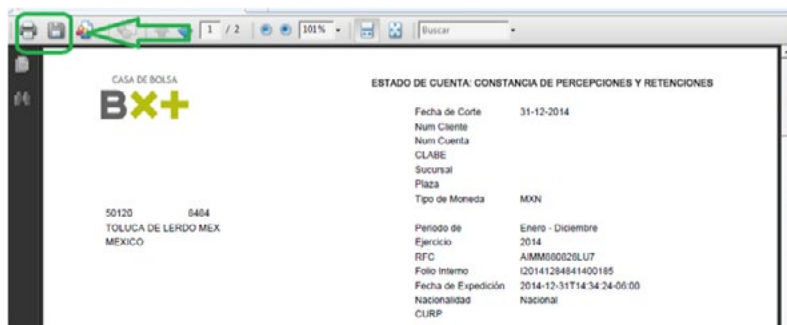 1 / 2 101% Buscar
CASA DE BOLSA
BX+
ESTADO DE CUENTA: CONSTANCIA DE PERCEPCIONES Y RETENCIONES
Fecha de Corte 31-12-2014
Num Cliente
Num Cuenta
CLABE
Sucursal
Plaza
Tipo de Moneda MXN
50120 8404
TOLUCA DE LERDO MEX
MEXICO
Periodo de Enero - Diciembre
Ejercicio 2014
RFC AIMM880828LU7
Folio Interno I20141284841400185
Fecha de Expedición 2014-12-31T14:34:24-06:00
Nacionalidad Nacional
CURP